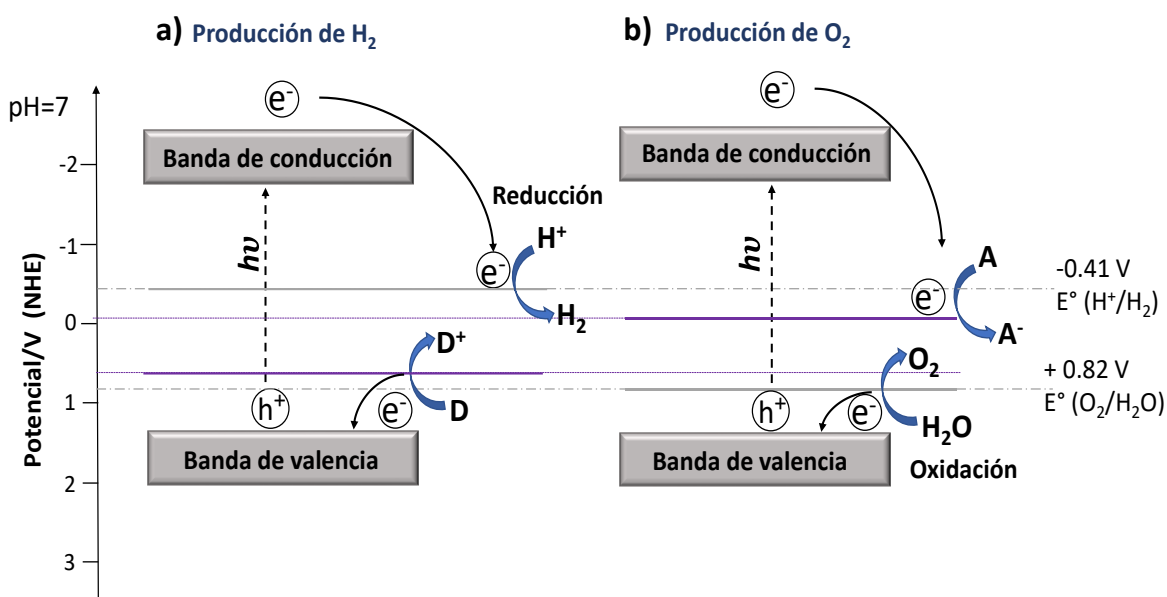 a) Producción de H₂
b) Producción de O₂
pH=7
Potencial/V (NHE)
-2
-1
0
1
2
3
e⁻
Banda de conducción
hυ
Reducción
H⁺
e⁻
H₂
D⁺
h⁺
e⁻
D
Banda de valencia
e⁻
Banda de conducción
hυ
A
e⁻
A⁻
O₂
h⁺
e⁻
H₂O
Banda de valencia
Oxidación
-0.41 V
E° (H⁺/H₂)
+ 0.82 V
E° (O₂/H₂O)